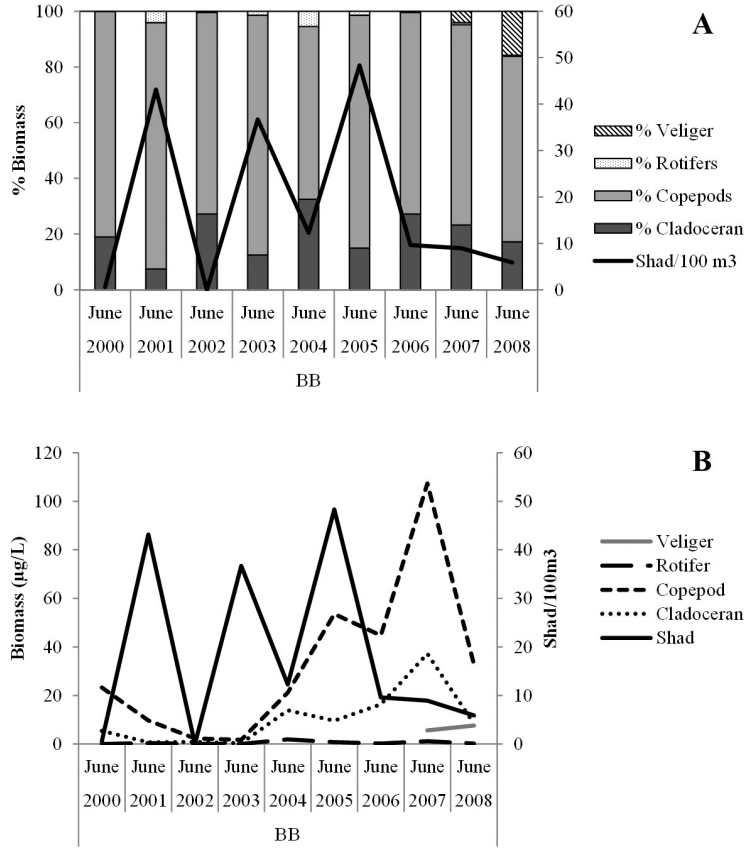 A
100
80
60
40
20
0
% Biomass
60
50
40
30
20
10
0
% Veliger
% Rotifers
% Copepods
% Cladoceran
Shad/100 m3
June June June June June June June June June
2000 2001 2002 2003 2004 2005 2006 2007 2008
BB
B
120
100
80
60
40
20
0
Biomass (µg/L)
60
50
40
30
20
10
0
Shad/100m3
Veliger
Rotifer
Copepod
Cladoceran
Shad
June June June June June June June June June
2000 2001 2002 2003 2004 2005 2006 2007 2008
BB